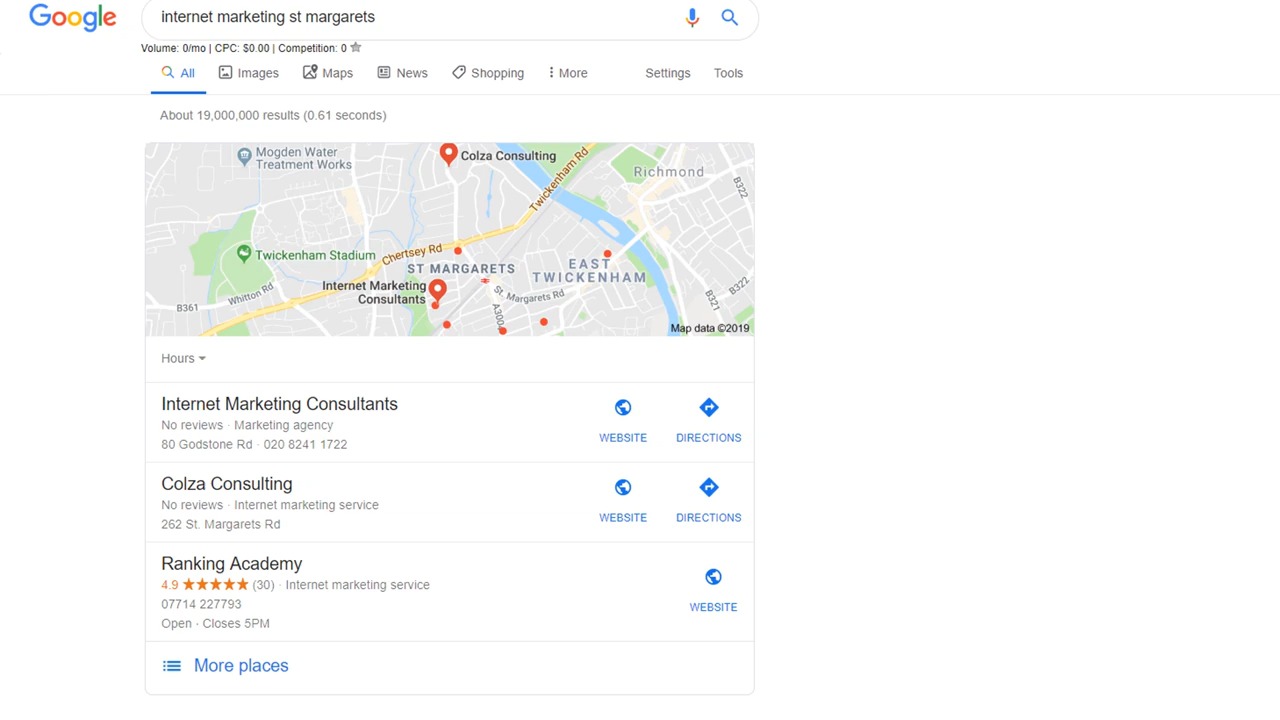 Google
internet marketing st margarets
Volume: 0/mo | CPC: $0.00 | Competition: 0
All Images Maps News Shopping More Settings Tools
About 19,000,000 results (0.61 seconds)
Mogden Water
Treatment Works
Colza Consulting
Twickenham Rd
Richmond
B322
Twickenham Stadium
Chertsey Rd
ST MARGARETS
EAST
TWICKENHAM
Internet Marketing
Consultants
Whitton Rd
B361
St. Margarets Rd
A3004
B321
B322
Map data ©2019
Hours
Internet Marketing Consultants
No reviews · Marketing agency
80 Godstone Rd · 020 8241 1722
WEBSITE DIRECTIONS
Colza Consulting
No reviews · Internet marketing service
262 St. Margarets Rd
WEBSITE DIRECTIONS
Ranking Academy
4.9 ★★★★★ (30) · Internet marketing service
07714 227793
Open · Closes 5PM
WEBSITE
More places